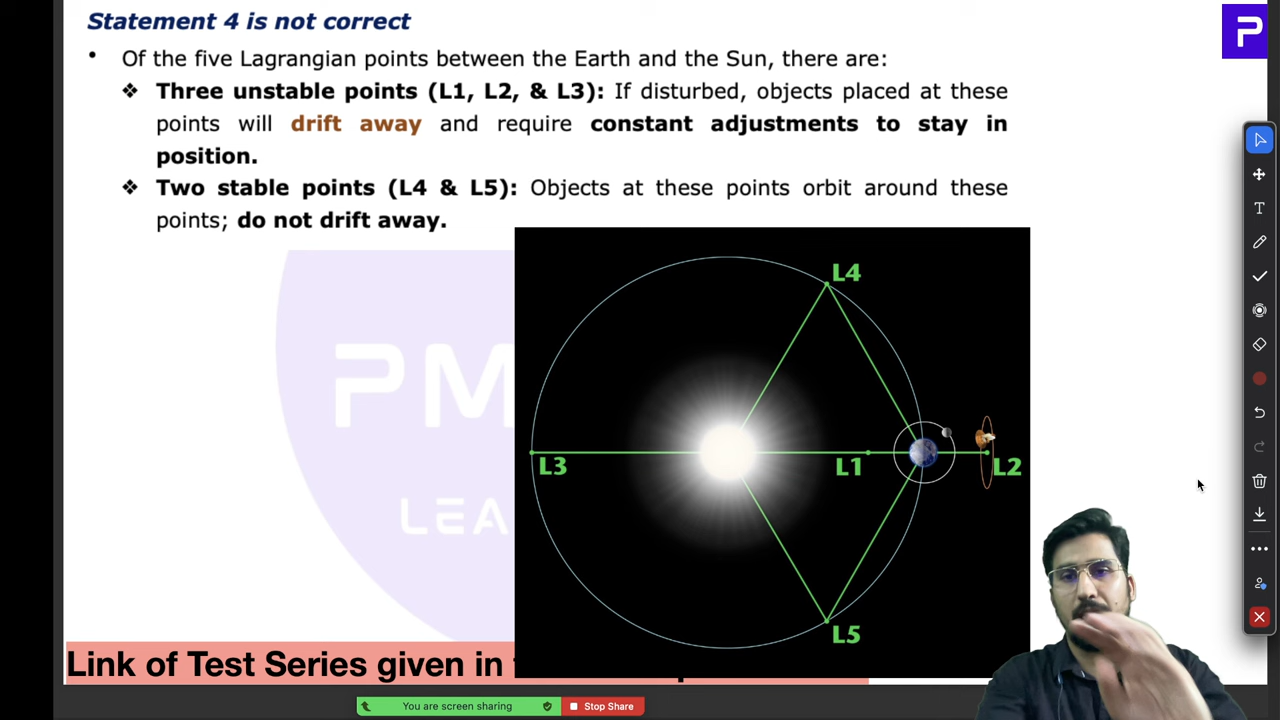 Statement 4 is not correct
• Of the five Lagrangian points between the Earth and the Sun, there are:
❖ Three unstable points (L1, L2, & L3): If disturbed, objects placed at these
points will drift away and require constant adjustments to stay in
position.
❖ Two stable points (L4 & L5): Objects at these points orbit around these
points; do not drift away.
L4
L3
L1
L2
L5
PM
LEA
Link of Test Series given in
You are screen sharing
Stop Share
P
T